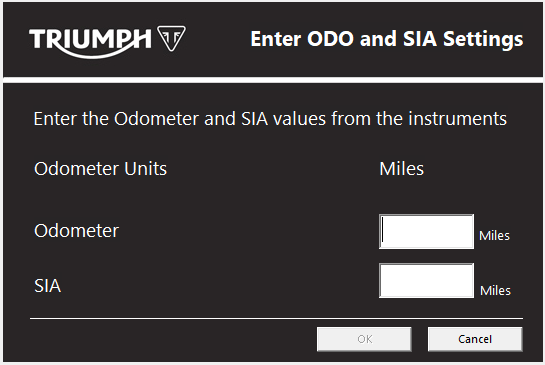 TRIUMPH
Enter ODO and SIA Settings
Enter the Odometer and SIA values from the instruments
Odometer Units Miles
Odometer Miles
SIA Miles
OK Cancel